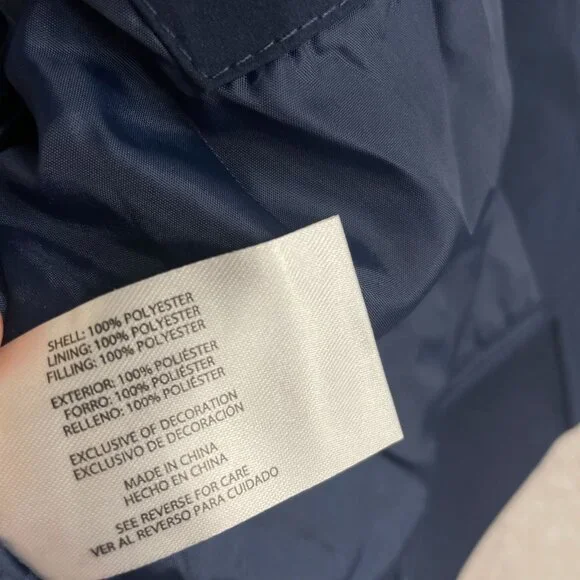 SHELL: 100% POLYESTER
LINING: 100% POLYESTER
FILLING: 100% POLYESTER
EXTERIOR: 100% POLIÉSTER
FORRO: 100% POLIÉSTER
RELLENO: 100% POLIÉSTER
EXCLUSIVE OF DECORATION
EXCLUSIVO DE DECORACIÓN
MADE IN CHINA
HECHO EN CHINA
SEE REVERSE FOR CARE
VER AL REVERSO PARA CUIDADO